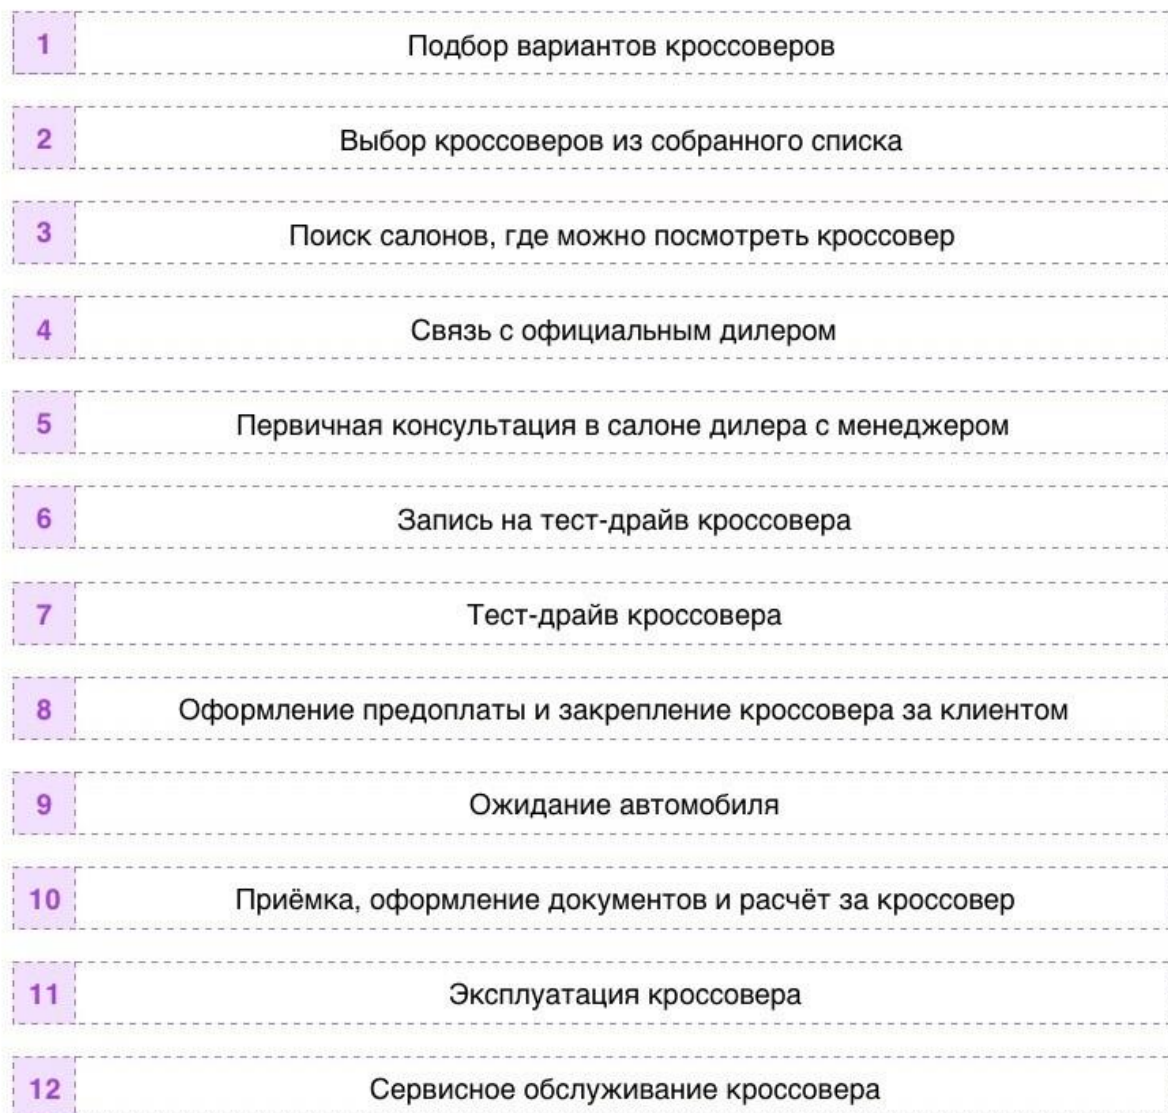 1 Подбор вариантов кроссоверов
2 Выбор кроссоверов из собранного списка
3 Поиск салонов, где можно посмотреть кроссовер
4 Связь с официальным дилером
5 Первичная консультация в салоне дилера с менеджером
6 Запись на тест-драйв кроссовера
7 Тест-драйв кроссовера
8 Оформление предоплаты и закрепление кроссовера за клиентом
9 Ожидание автомобиля
10 Приёмка, оформление документов и расчёт за кроссовер
11 Эксплуатация кроссовера
12 Сервисное обслуживание кроссовера